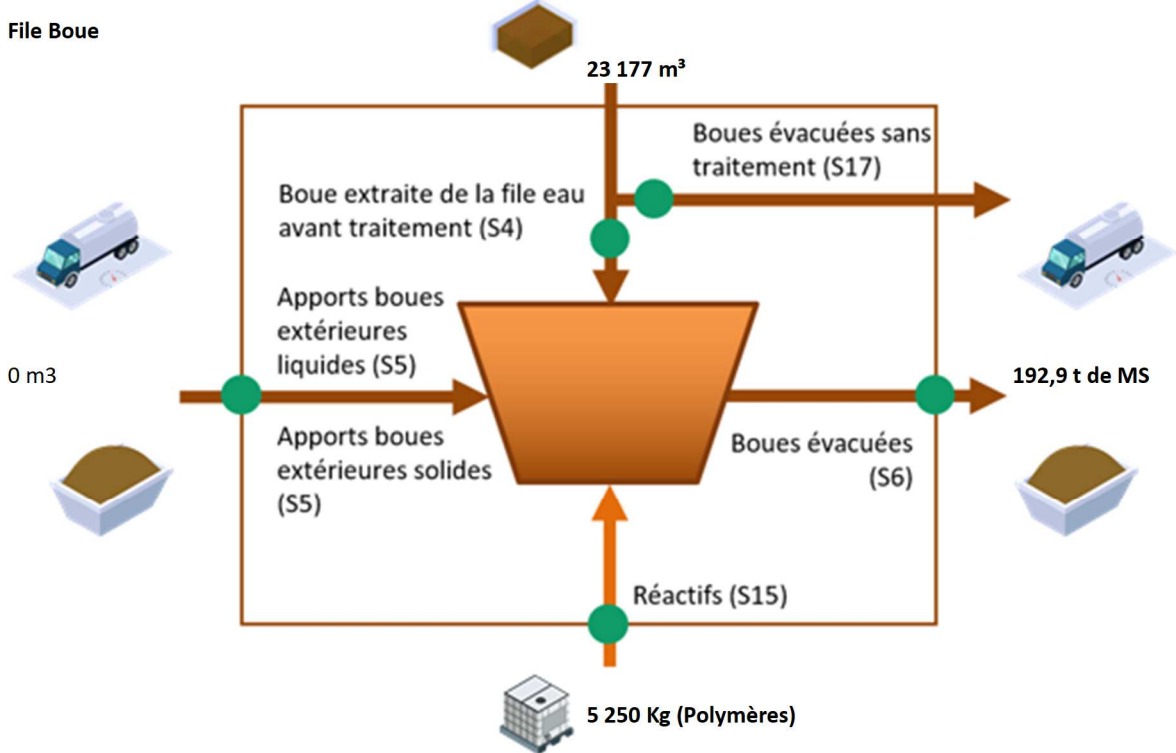 File Boue
23 177 m³
Boues évacuées sans
traitement (S17)
Boue extraite de la file eau
avant traitement (S4)
Apports boues
extérieures
liquides (S5)
0 m3
192,9 t de MS
Apports boues
extérieures solides
(S5)
Boues évacuées
(S6)
Réactifs (S15)
5 250 Kg (Polymères)